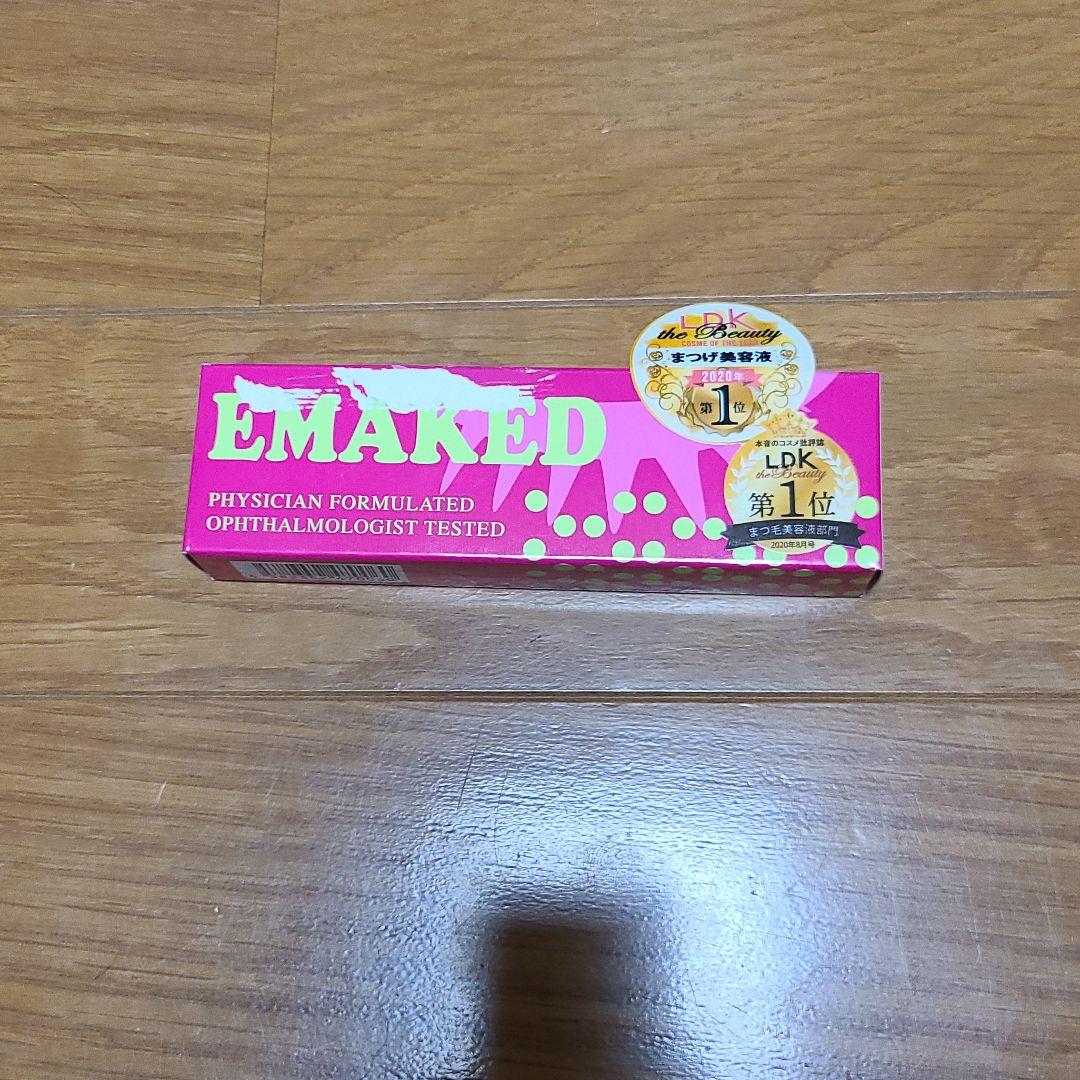 EMAKED
PHYSICIAN FORMULATED
OPHTHALMOLOGIST TESTED
LDK
the Beauty
COSME OF THE YEAR
まつげ美容液
2020年
第1位
本音のコスメ批評誌
LDK
the Beauty
第1位
まつ毛美容液部門
2020年8月号